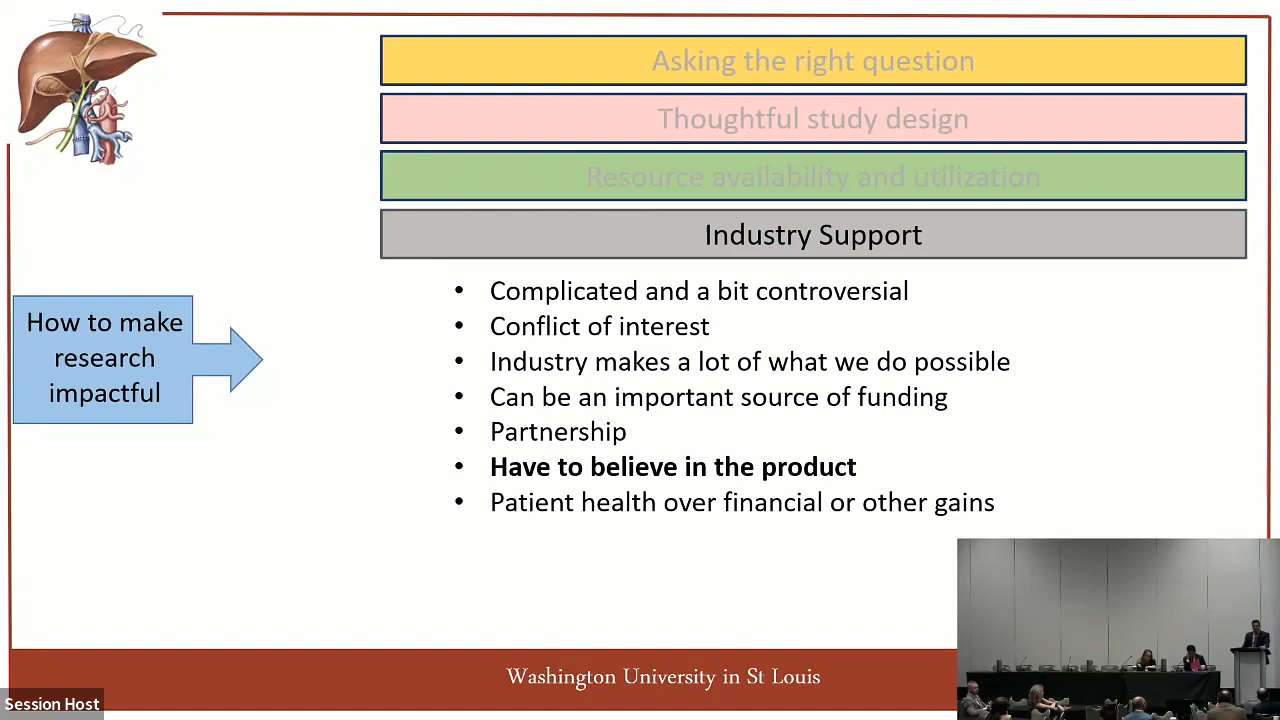 Asking the right question
Thoughtful study design
Resource availability and utilization
Industry Support
How to make
research
impactful
• Complicated and a bit controversial
• Conflict of interest
• Industry makes a lot of what we do possible
• Can be an important source of funding
• Partnership
• Have to believe in the product
• Patient health over financial or other gains
Washington University in St Louis
Session Host